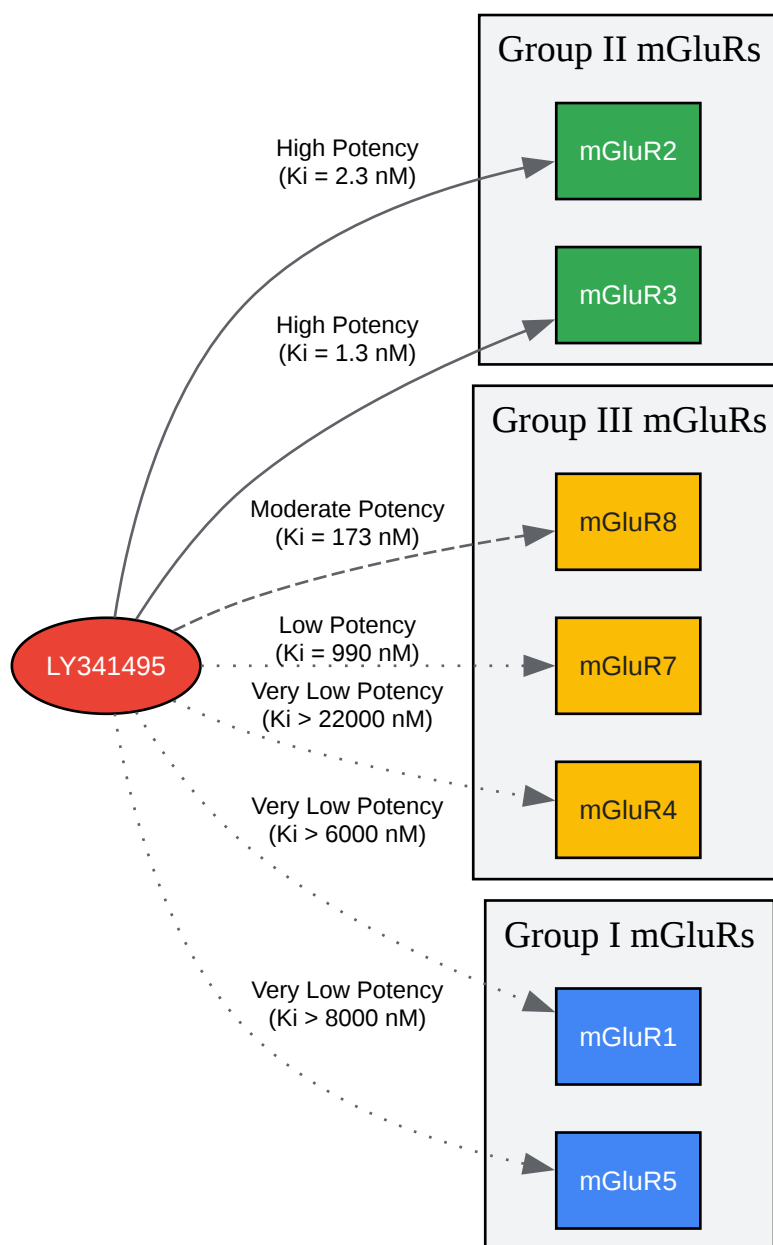 Group II mGluRs
mGluR2
High Potency
(Ki = 2.3 nM)
mGluR3
High Potency
(Ki = 1.3 nM)
Group III mGluRs
mGluR8
Moderate Potency
(Ki = 173 nM)
LY341495
Low Potency
(Ki = 990 nM)
mGluR7
Very Low Potency
(Ki > 22000 nM)
mGluR4
Very Low Potency
(Ki > 6000 nM)
Group I mGluRs
Very Low Potency
(Ki > 8000 nM)
mGluR1
mGluR5